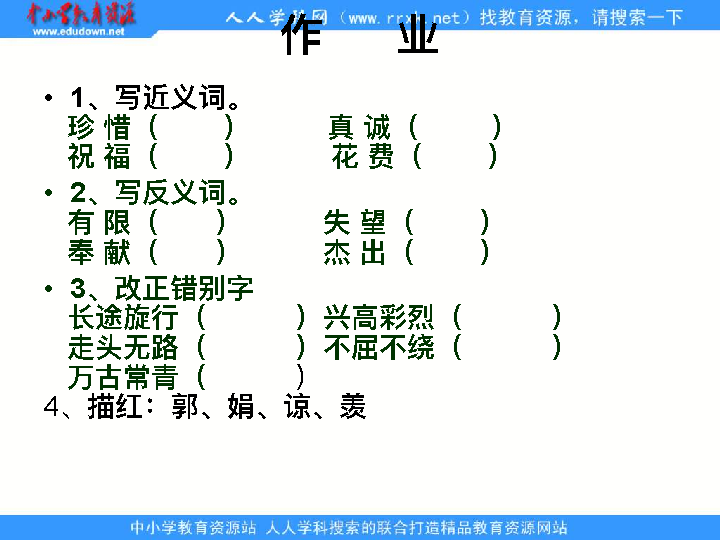 中小学教育资源
www.edudown.net
人人学科网（www.rrxk.net）找教育资源，请搜索一下
作 业
• 1、写近义词。
珍 惜（ ） 真 诚（ ）
祝 福（ ） 花 费（ ）
• 2、写反义词。
有 限（ ） 失 望（ ）
奉 献（ ） 杰 出（ ）
• 3、改正错别字
长途旋行（ ）兴高彩烈（ ）
走头无路（ ）不屈不绕（ ）
万古常青（ ）
4、描红：郭、娟、谅、羡
中小学教育资源站 人人学科搜索的联合打造精品教育资源网站